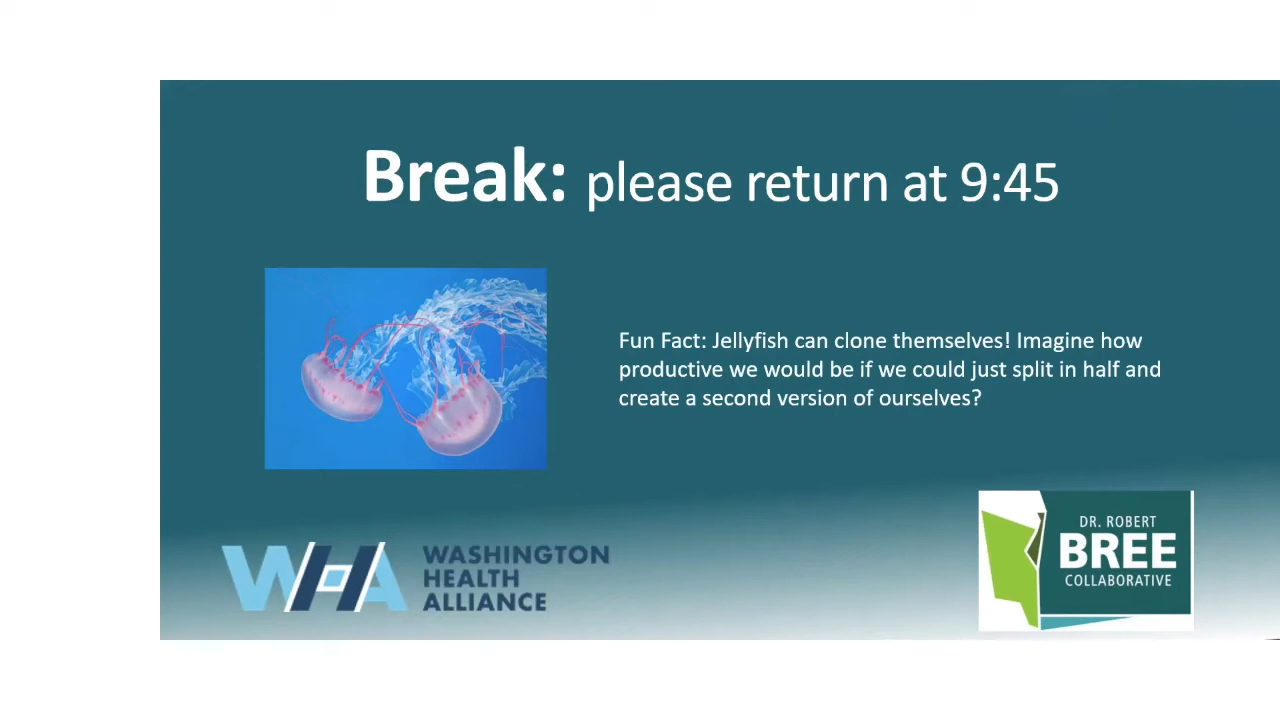 Break: please return at 9:45
Fun Fact: Jellyfish can clone themselves! Imagine how
productive we would be if we could just split in half and
create a second version of ourselves?
WHA
WASHINGTON
HEALTH
ALLIANCE
DR. ROBERT
BREE
COLLABORATIVE